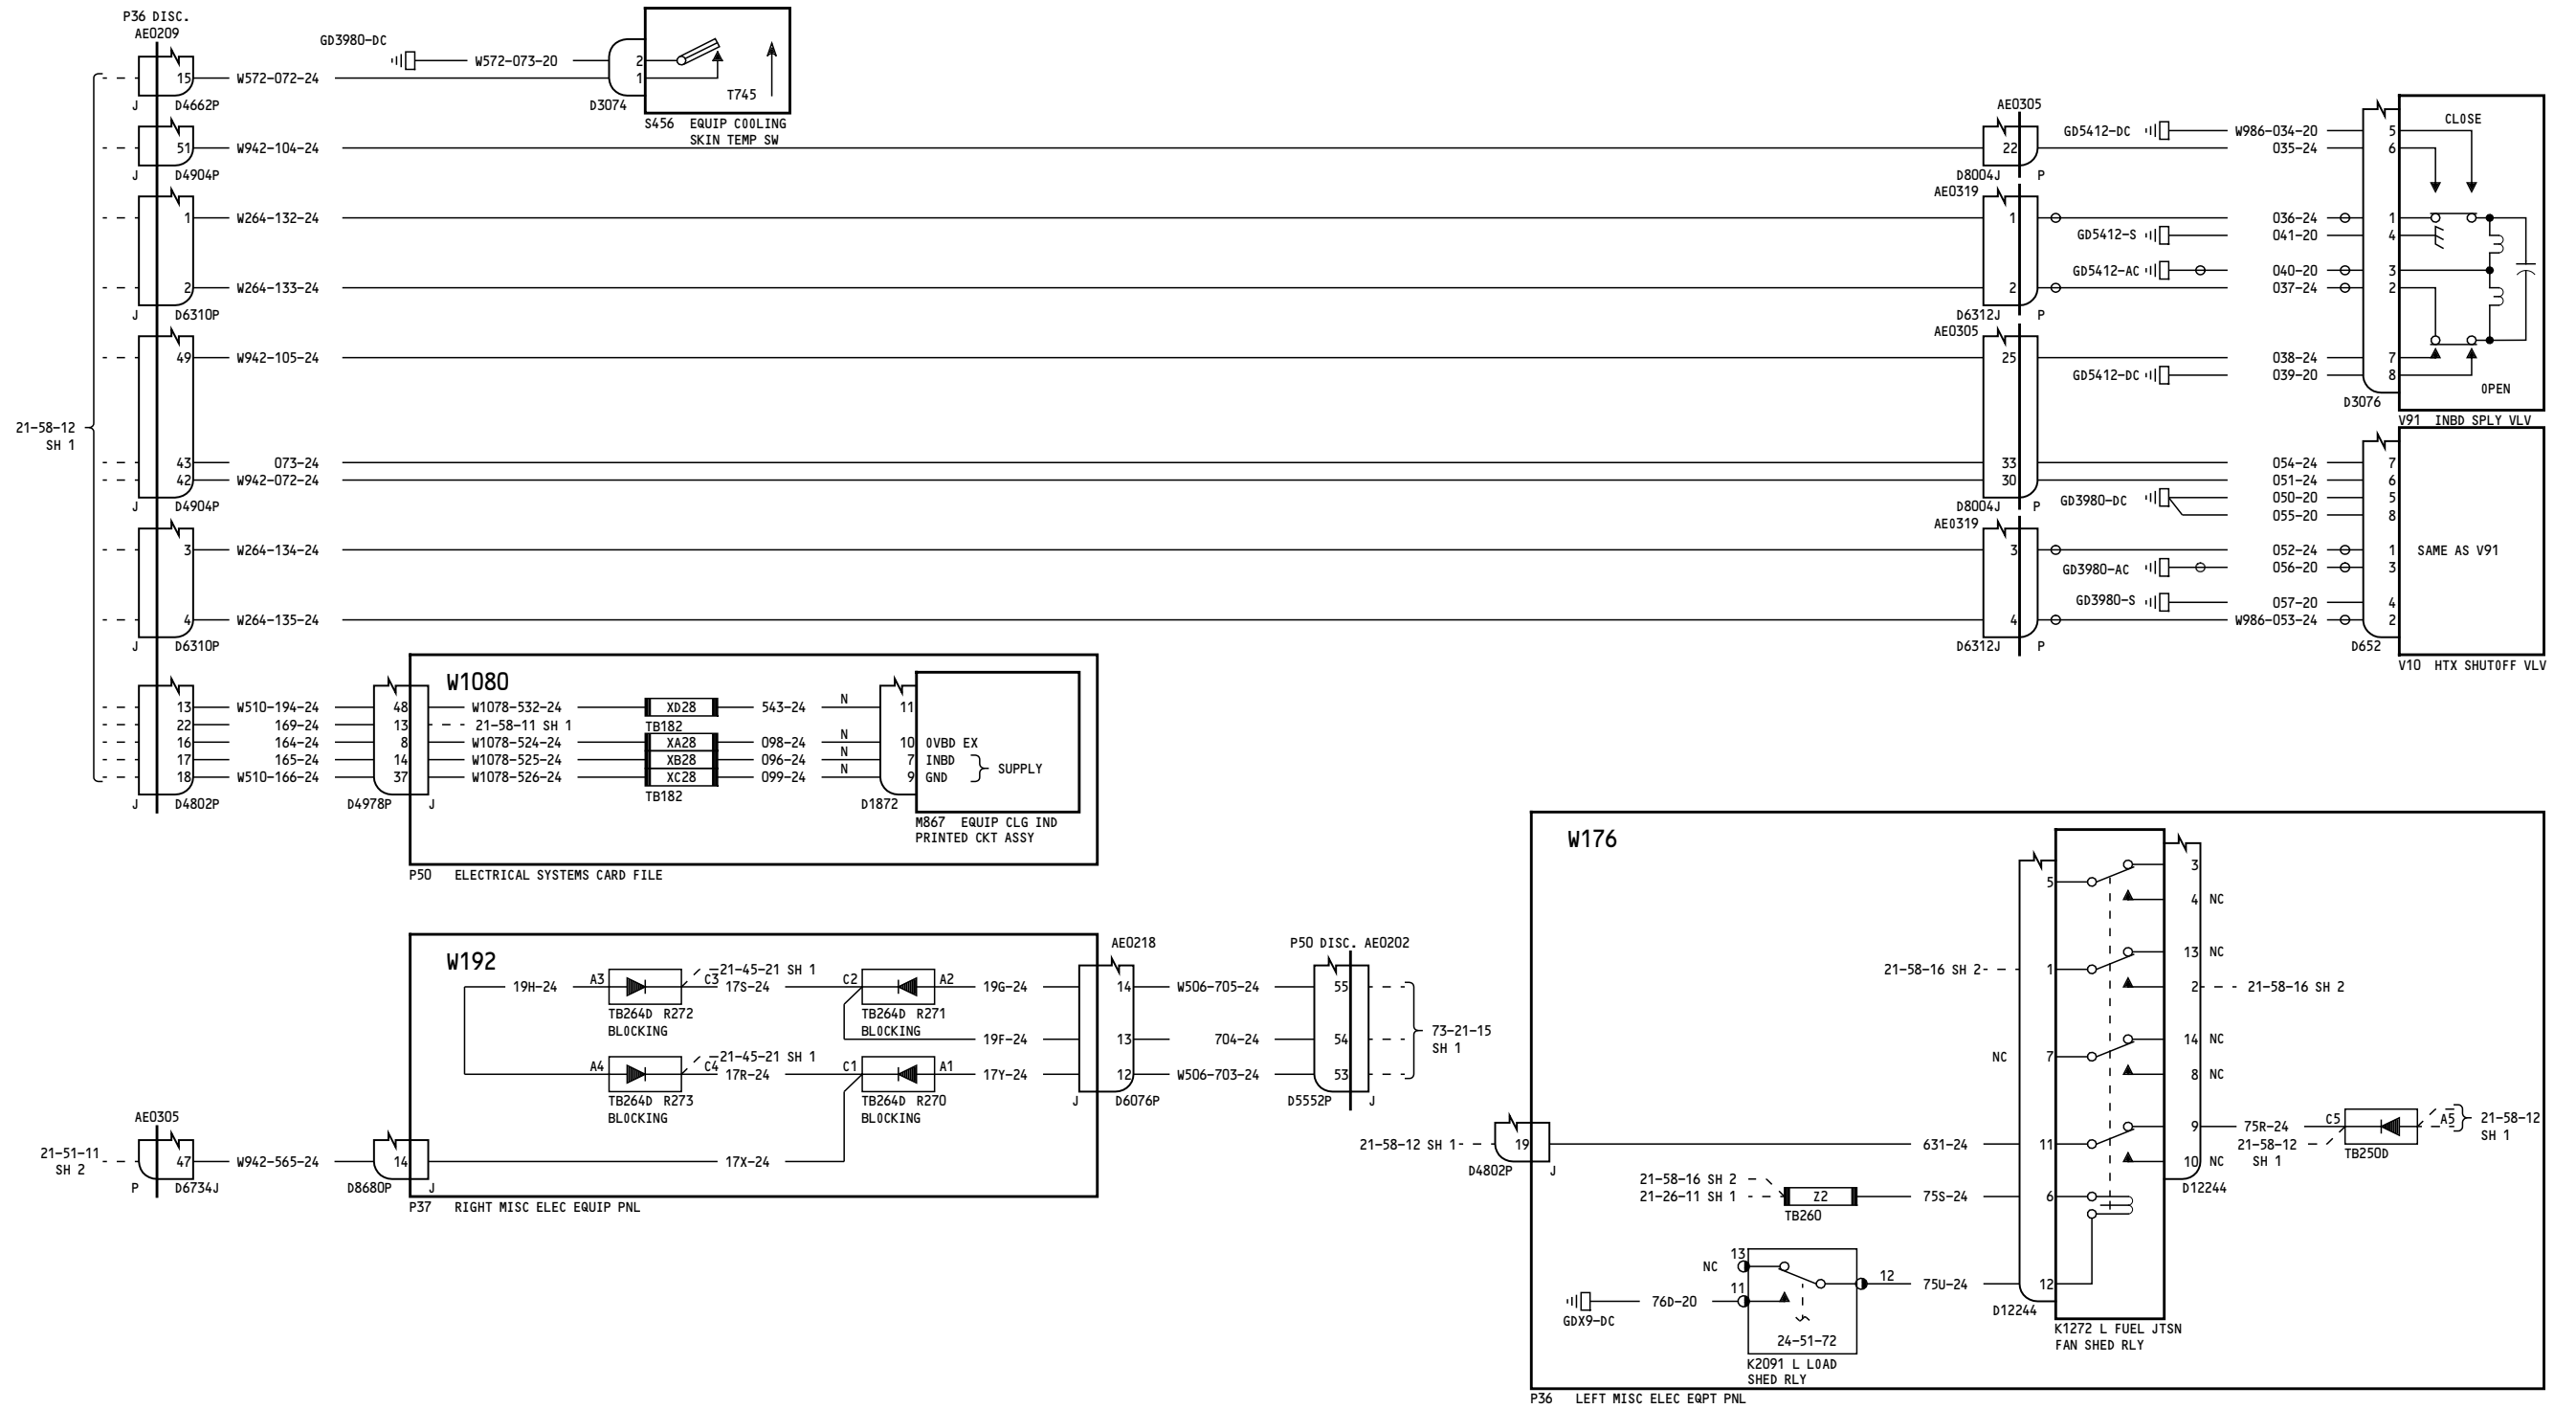 P36 DISC.
AE0209
GD3980-DC
W572-073-20
2
1
15
W572-072-24
J
D4662P
D3074
T745
S456 EQUIP COOLING
SKIN TEMP SW
51
W942-104-24
J
D4904P
1
W264-132-24
2
W264-133-24
J
D6310P
49
W942-105-24
21-58-12
SH 1
43
073-24
42
W942-072-24
J
D4904P
3
W264-134-24
4
W264-135-24
J
D6310P
AE0305
22
D8004J
P
AE0319
1
2
D6312J
P
AE0305
25
33
30
D8004J
P
AE0319
3
4
D6312J
P
GD5412-DC
W986-034-20
5
035-24
6
036-24
1
GD5412-S
041-20
4
GD5412-AC
040-20
3
037-24
2
038-24
7
GD5412-DC
039-20
8
CLOSE
OPEN
D3076
V91 INBD SPLY VLV
054-24
7
051-24
6
GD3980-DC
050-20
5
055-20
8
052-24
1
SAME AS V91
GD3980-AC
056-20
3
GD3980-S
057-20
4
W986-053-24
2
D652
V10 HTX SHUTOFF VLV
W1080
13
W510-194-24
48
W1078-532-24
XD28
543-24
N
11
22
169-24
13
21-58-11 SH 1
TB182
16
164-24
8
W1078-524-24
XA28
098-24
N
10
OVBD EX
17
165-24
14
W1078-525-24
XB28
096-24
N
7
INBD
SUPPLY
18
W510-166-24
37
W1078-526-24
XC28
099-24
N
9
GND
J
D4802P
D4978P
J
TB182
D1872
M867 EQUIP CLG IND
PRINTED CKT ASSY
P50 ELECTRICAL SYSTEMS CARD FILE
W192
19H-24
A3
C3
21-45-21 SH 1
17S-24
C2
A2
19G-24
TB264D R272
BLOCKING
TB264D R271
BLOCKING
19F-24
A4
C4
21-45-21 SH 1
17R-24
C1
A1
17Y-24
TB264D R273
BLOCKING
TB264D R270
BLOCKING
AE0218
14
W506-705-24
13
704-24
12
W506-703-24
J
D6076P
P50 DISC. AE0202
55
54
53
D5552P
J
73-21-15
SH 1
AE0305
21-51-11
SH 2
47
W942-565-24
14
17X-24
P
D6734J
D8680P
J
P37 RIGHT MISC ELEC EQUIP PNL
W176
5
3
4
NC
21-58-16 SH 2
1
13
NC
2
21-58-16 SH 2
NC
7
14
NC
8
NC
21-58-12 SH 1
19
D4802P
J
631-24
11
9
75R-24
C5
A5
21-58-12
SH 1
21-58-12
SH 1
TB250D
10
NC
D12244
21-58-16 SH 2
21-26-11 SH 1
Z2
TB260
75S-24
6
NC
13
11
GDX9-DC
76D-20
12
75U-24
12
24-51-72
D12244
K2091 L LOAD
SHED RLY
K1272 L FUEL JTSN
FAN SHED RLY
P36 LEFT MISC ELEC EQPT PNL